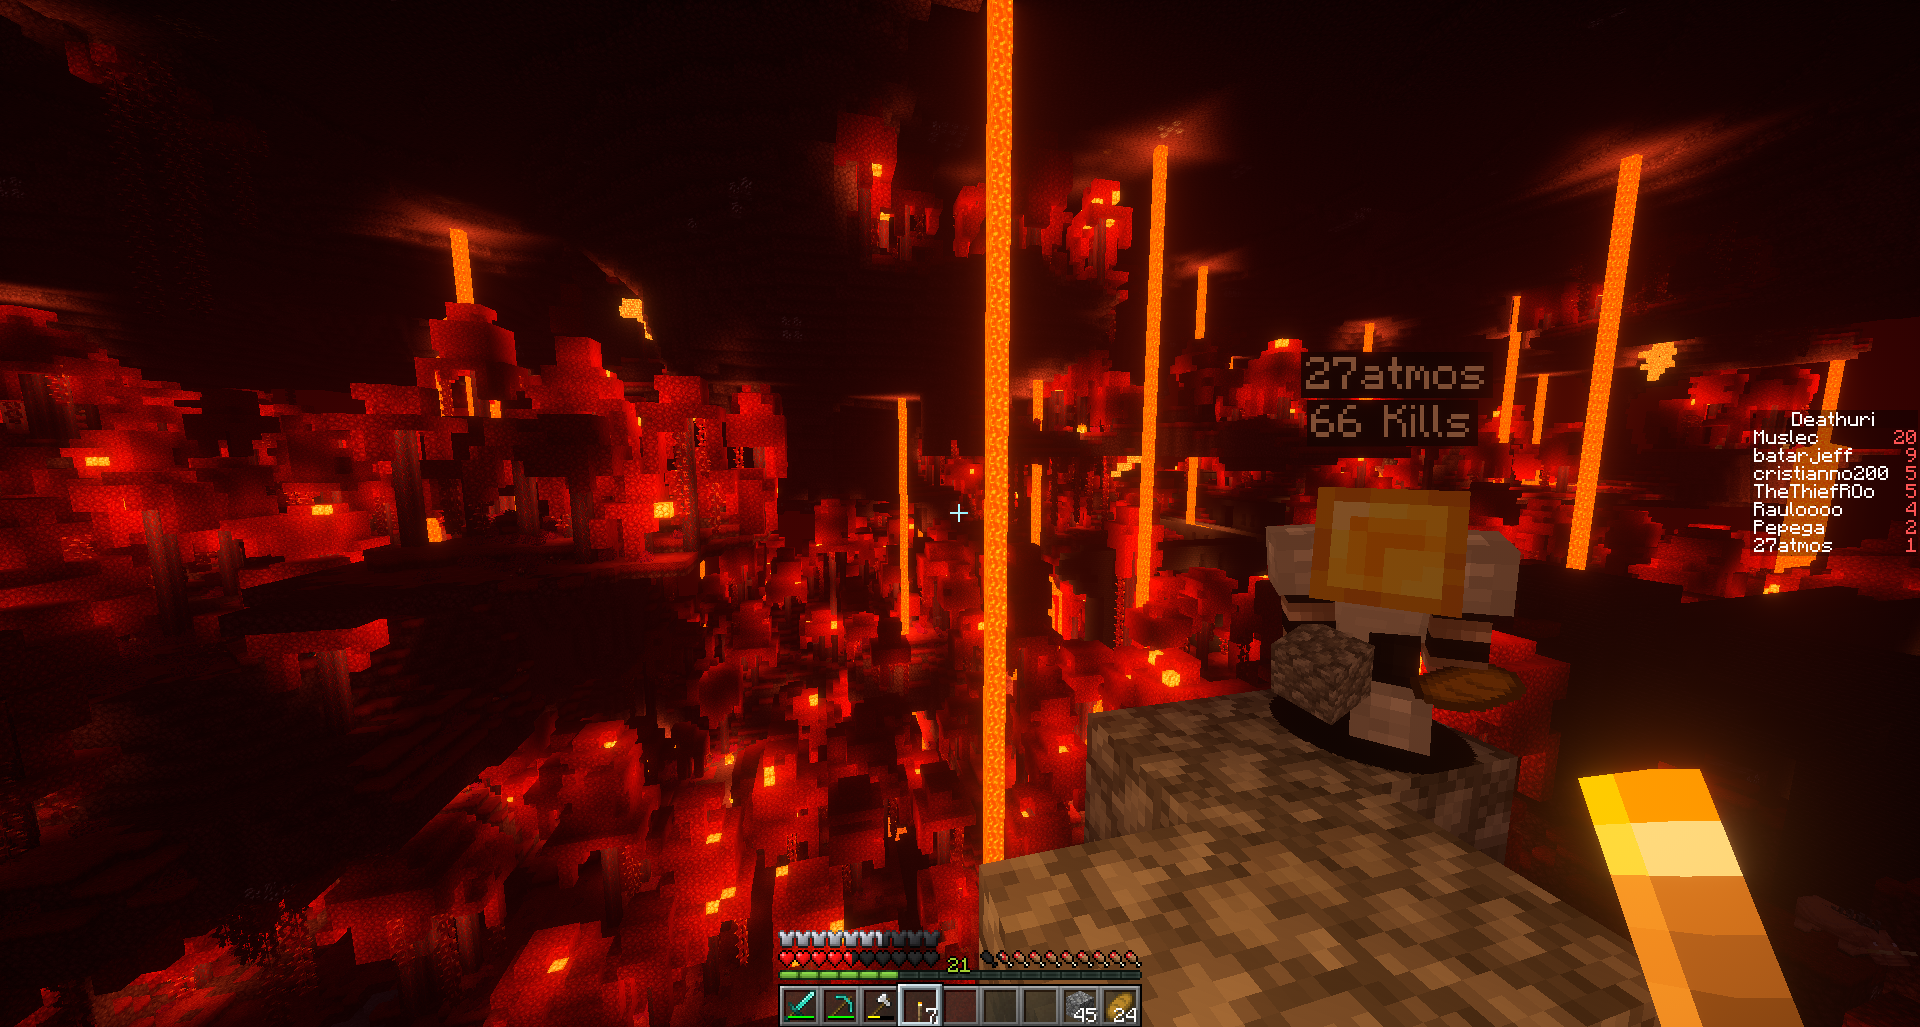 27atmos
66 Kills
Deathuri
Muslec 20
batarjeff 9
cristianno200 5
TheThiefR0o 5
Rauloooo 4
Pepega 2
27atmos 1
21
7
45
24